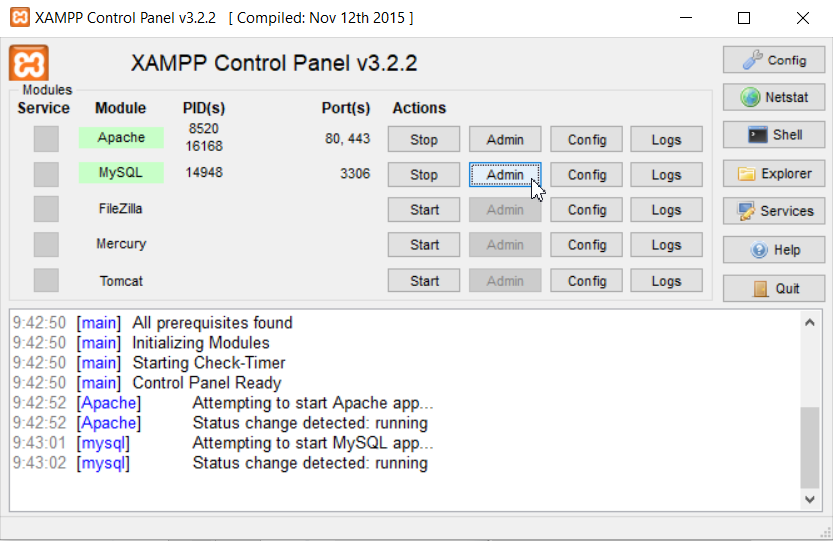 XAMPP Control Panel v3.2.2 [ Compiled: Nov 12th 2015 ]
XAMPP Control Panel v3.2.2
Config
Modules
Service Module PID(s) Port(s) Actions
Netstat
Apache 8520 16168 80, 443 Stop Admin Config Logs
Shell
MySQL 14948 3306 Stop Admin Config Logs
Explorer
FileZilla Start Admin Config Logs
Services
Mercury Start Admin Config Logs
Help
Tomcat Start Admin Config Logs
Quit
9:42:50 [main] All prerequisites found
9:42:50 [main] Initializing Modules
9:42:50 [main] Starting Check-Timer
9:42:50 [main] Control Panel Ready
9:42:52 [Apache] Attempting to start Apache app...
9:42:52 [Apache] Status change detected: running
9:43:01 [mysql] Attempting to start MySQL app...
9:43:02 [mysql] Status change detected: running